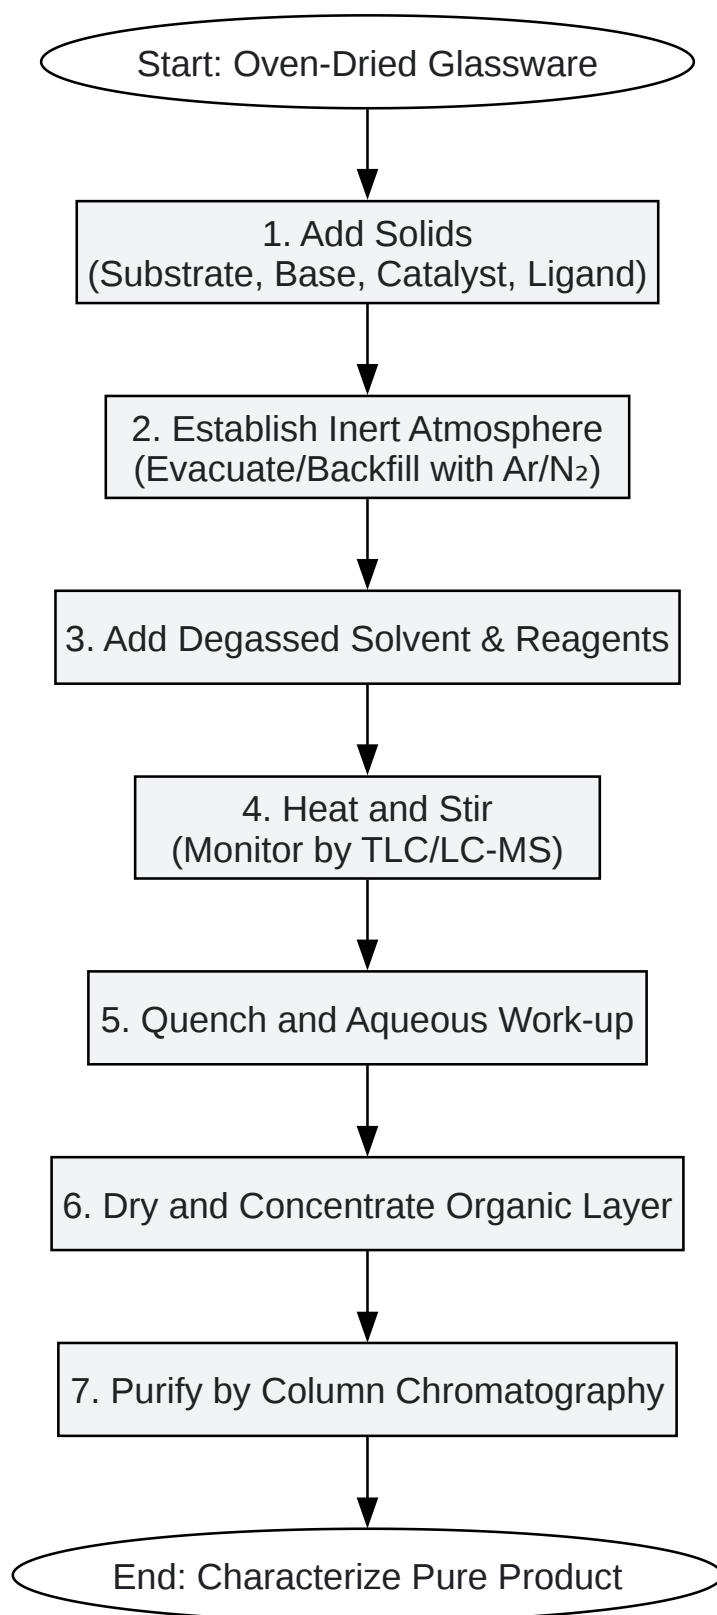 Start: Oven-Dried Glassware
1. Add Solids
(Substrate, Base, Catalyst, Ligand)
2. Establish Inert Atmosphere
(Evacuate/Backfill with Ar/N₂)
3. Add Degassed Solvent & Reagents
4. Heat and Stir
(Monitor by TLC/LC-MS)
5. Quench and Aqueous Work-up
6. Dry and Concentrate Organic Layer
7. Purify by Column Chromatography
End: Characterize Pure Product